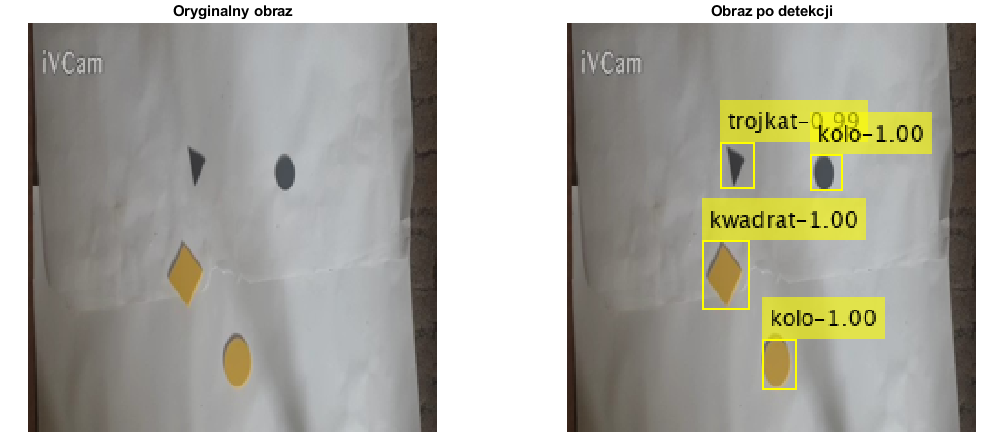 Oryginalny obraz
iVCam
Obraz po detekcji
iVCam
trojkat-0.99
kolo-1.00
kwadrat-1.00
kolo-1.00